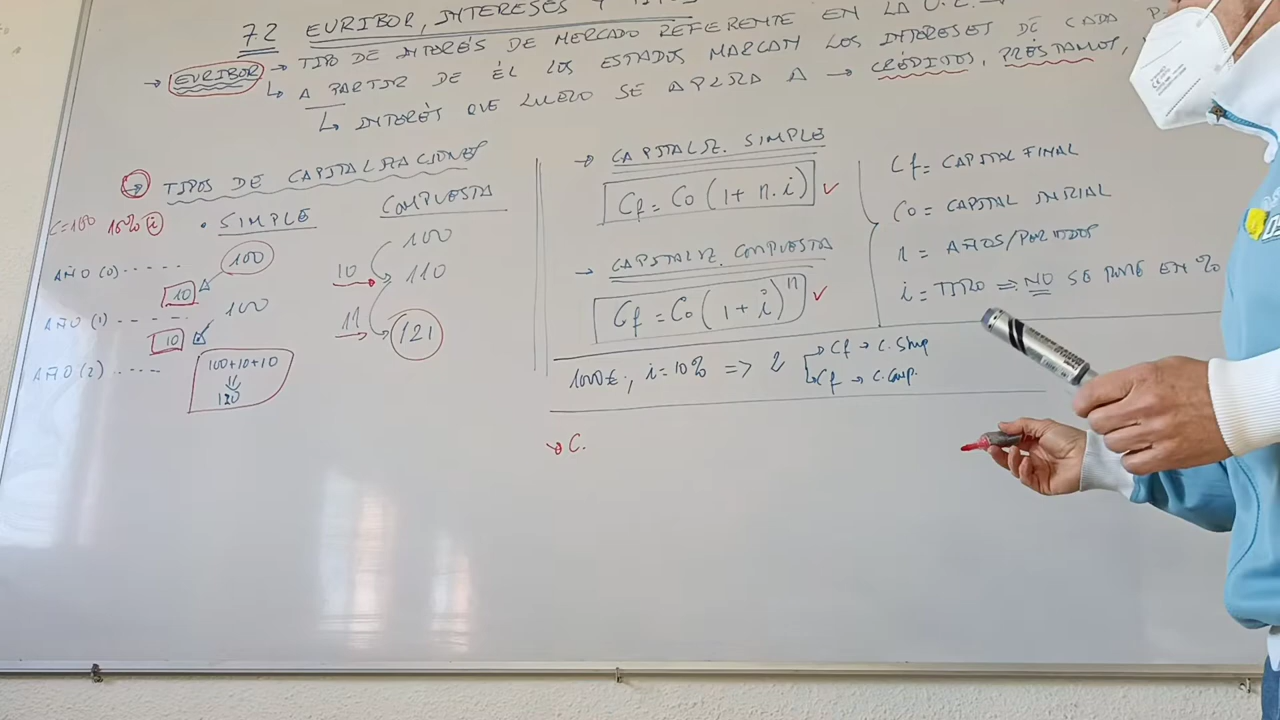 7.2 EURIBOR, INTERESES Y
→ EURIBOR → TIPO DE INTERÉS DE MERCADO REFERENTE EN LA U.E.
↳ A PARTIR DE ÉL LOS ESTADOS MARCAN LOS INTERESES DE CADA
↳ INTERÉS QUE LUEGO SE APLICA A → CRÉDITOS, PRÉSTAMOS,
→ TIPOS DE CAPITALIZACIONES
C=100 10% i • SIMPLE COMPUESTA
AÑO (0) ..... 100 100
10 10 110
AÑO (1) ..... 100
10 11 121
AÑO (2) .....
100+10+10
120
→ CAPITALIZ. SIMPLE
Cf = Co (1 + n.i) ✓
→ CAPITALIZ. COMPUESTA
Cf = Co (1 + i)ⁿ ✓
Cf = CAPITAL FINAL
Co = CAPITAL INICIAL
n = AÑOS/PERIODOS
i = TIPO ⇒ NO SE PONE EN %
1000€; i=10% => 2 Cf → C. Simp
Cf → C. Comp.
→ C.